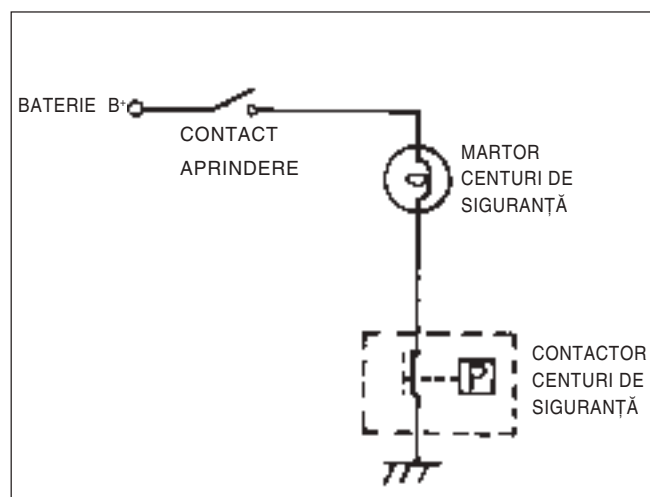 BATERIE B+
CONTACT
APRINDERE
MARTOR
CENTURI DE
SIGURANȚĂ
P
CONTACTOR
CENTURI DE
SIGURANȚĂ